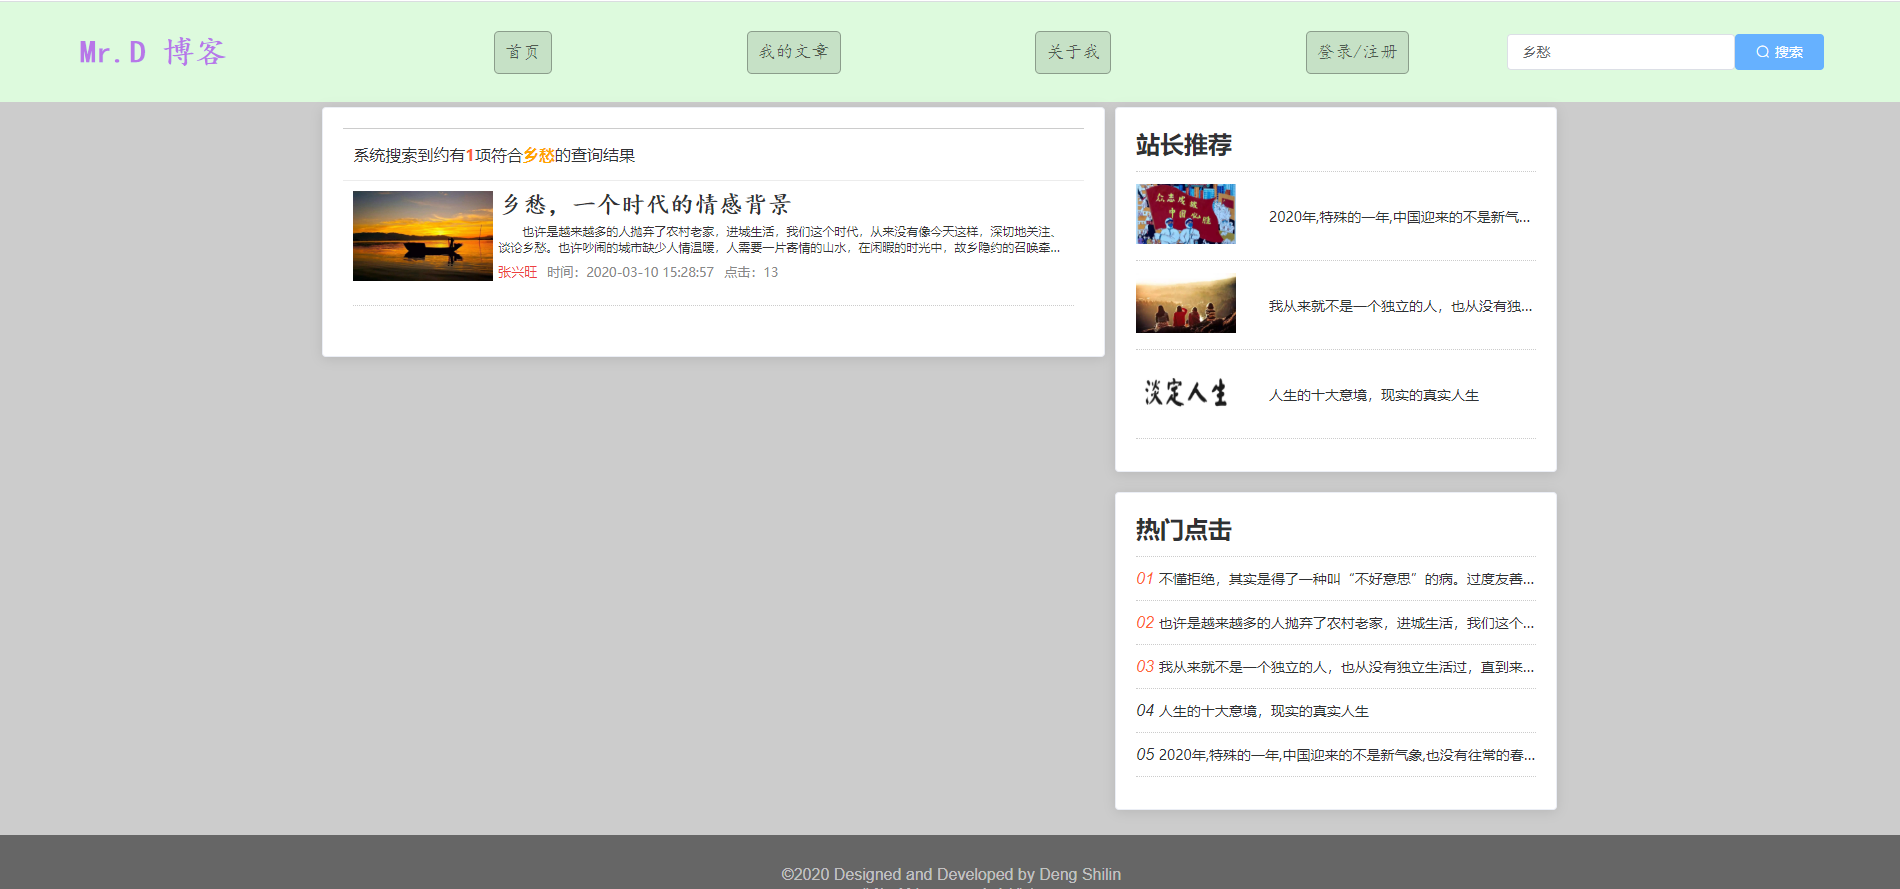 Mr.D 博客
首页
我的文章
关于我
登录/注册
乡愁
搜索
系统搜索到约有1项符合乡愁的查询结果
乡愁，一个时代的情感背景
也许是越来越多的人抛弃了农村老家，进城生活，我们这个时代，从来没有像今天这样，深切地关注、
谈论乡愁。也许吵闹的城市缺少人情温暖，人需要一片寄情的山水，在闲暇的时光中，故乡隐约的召唤牵...
张兴旺 时间：2020-03-10 15:28:57 点击：13
站长推荐
众志成城
中国必胜
2020年,特殊的一年,中国迎来的不是新气...
我从来就不是一个独立的人，也从没有独...
淡定人生
人生的十大意境，现实的真实人生
热门点击
01 不懂拒绝，其实是得了一种叫“不好意思”的病。过度友善...
02 也许是越来越多的人抛弃了农村老家，进城生活，我们这个...
03 我从来就不是一个独立的人，也从没有独立生活过，直到来...
04 人生的十大意境，现实的真实人生
05 2020年,特殊的一年,中国迎来的不是新气象,也没有往常的春...
©2020 Designed and Developed by Deng Shilin